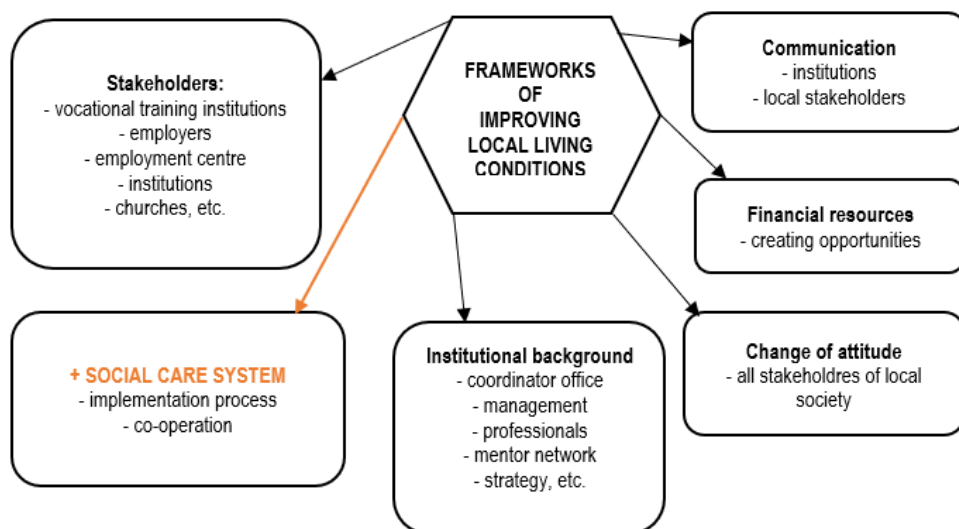 FRAMEWORKS
OF
IMPROVING
LOCAL LIVING
CONDITIONS
Stakeholders:
- vocational training institutions
- employers
- employment centre
- institutions
- churches, etc.
Communication
- institutions
- local stakeholders
Financial resources
- creating opportunities
+ SOCIAL CARE SYSTEM
- implementation process
- co-operation
Institutional background
- coordinator office
- management
- professionals
- mentor network
- strategy, etc.
Change of attitude
- all stakeholdres of local
society